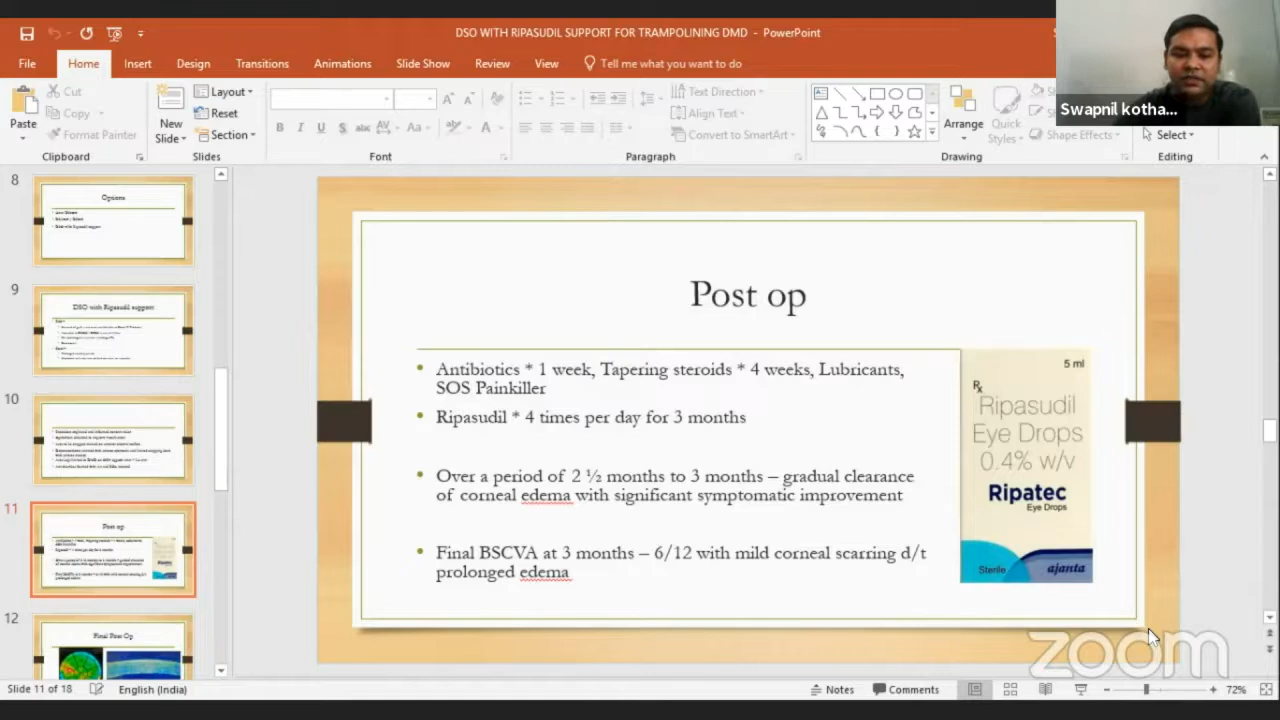 DSO WITH RIPASUDIL SUPPORT FOR TRAMPOLINING DMD - PowerPoint
File Home Insert Design Transitions Animations Slide Show Review View Tell me what you want to do
Swapnil kotha...
Paste
Cut
Copy
Format Painter
Clipboard
New Slide
Layout
Reset
Section
Slides
B I U S abc AV Aa A
Font
Text Direction
Align Text
Convert to SmartArt
Paragraph
Arrange
Quick Styles
Shape Effects
Drawing
Select
Editing
8
Options
9
DSO with Ripasudil support
10
11
Post op
12
Final Post Op
Post op
• Antibiotics * 1 week, Tapering steroids * 4 weeks, Lubricants,
SOS Painkiller
• Ripasudil * 4 times per day for 3 months
• Over a period of 2 ½ months to 3 months – gradual clearance
of corneal edema with significant symptomatic improvement
• Final BSCVA at 3 months – 6/12 with mild corneal scarring d/t
prolonged edema
5 ml
Rx
Ripasudil
Eye Drops
0.4% w/v
Ripatec
Eye Drops
Sterile
ajanta
zoom
Slide 11 of 18 English (India) Notes Comments 72%